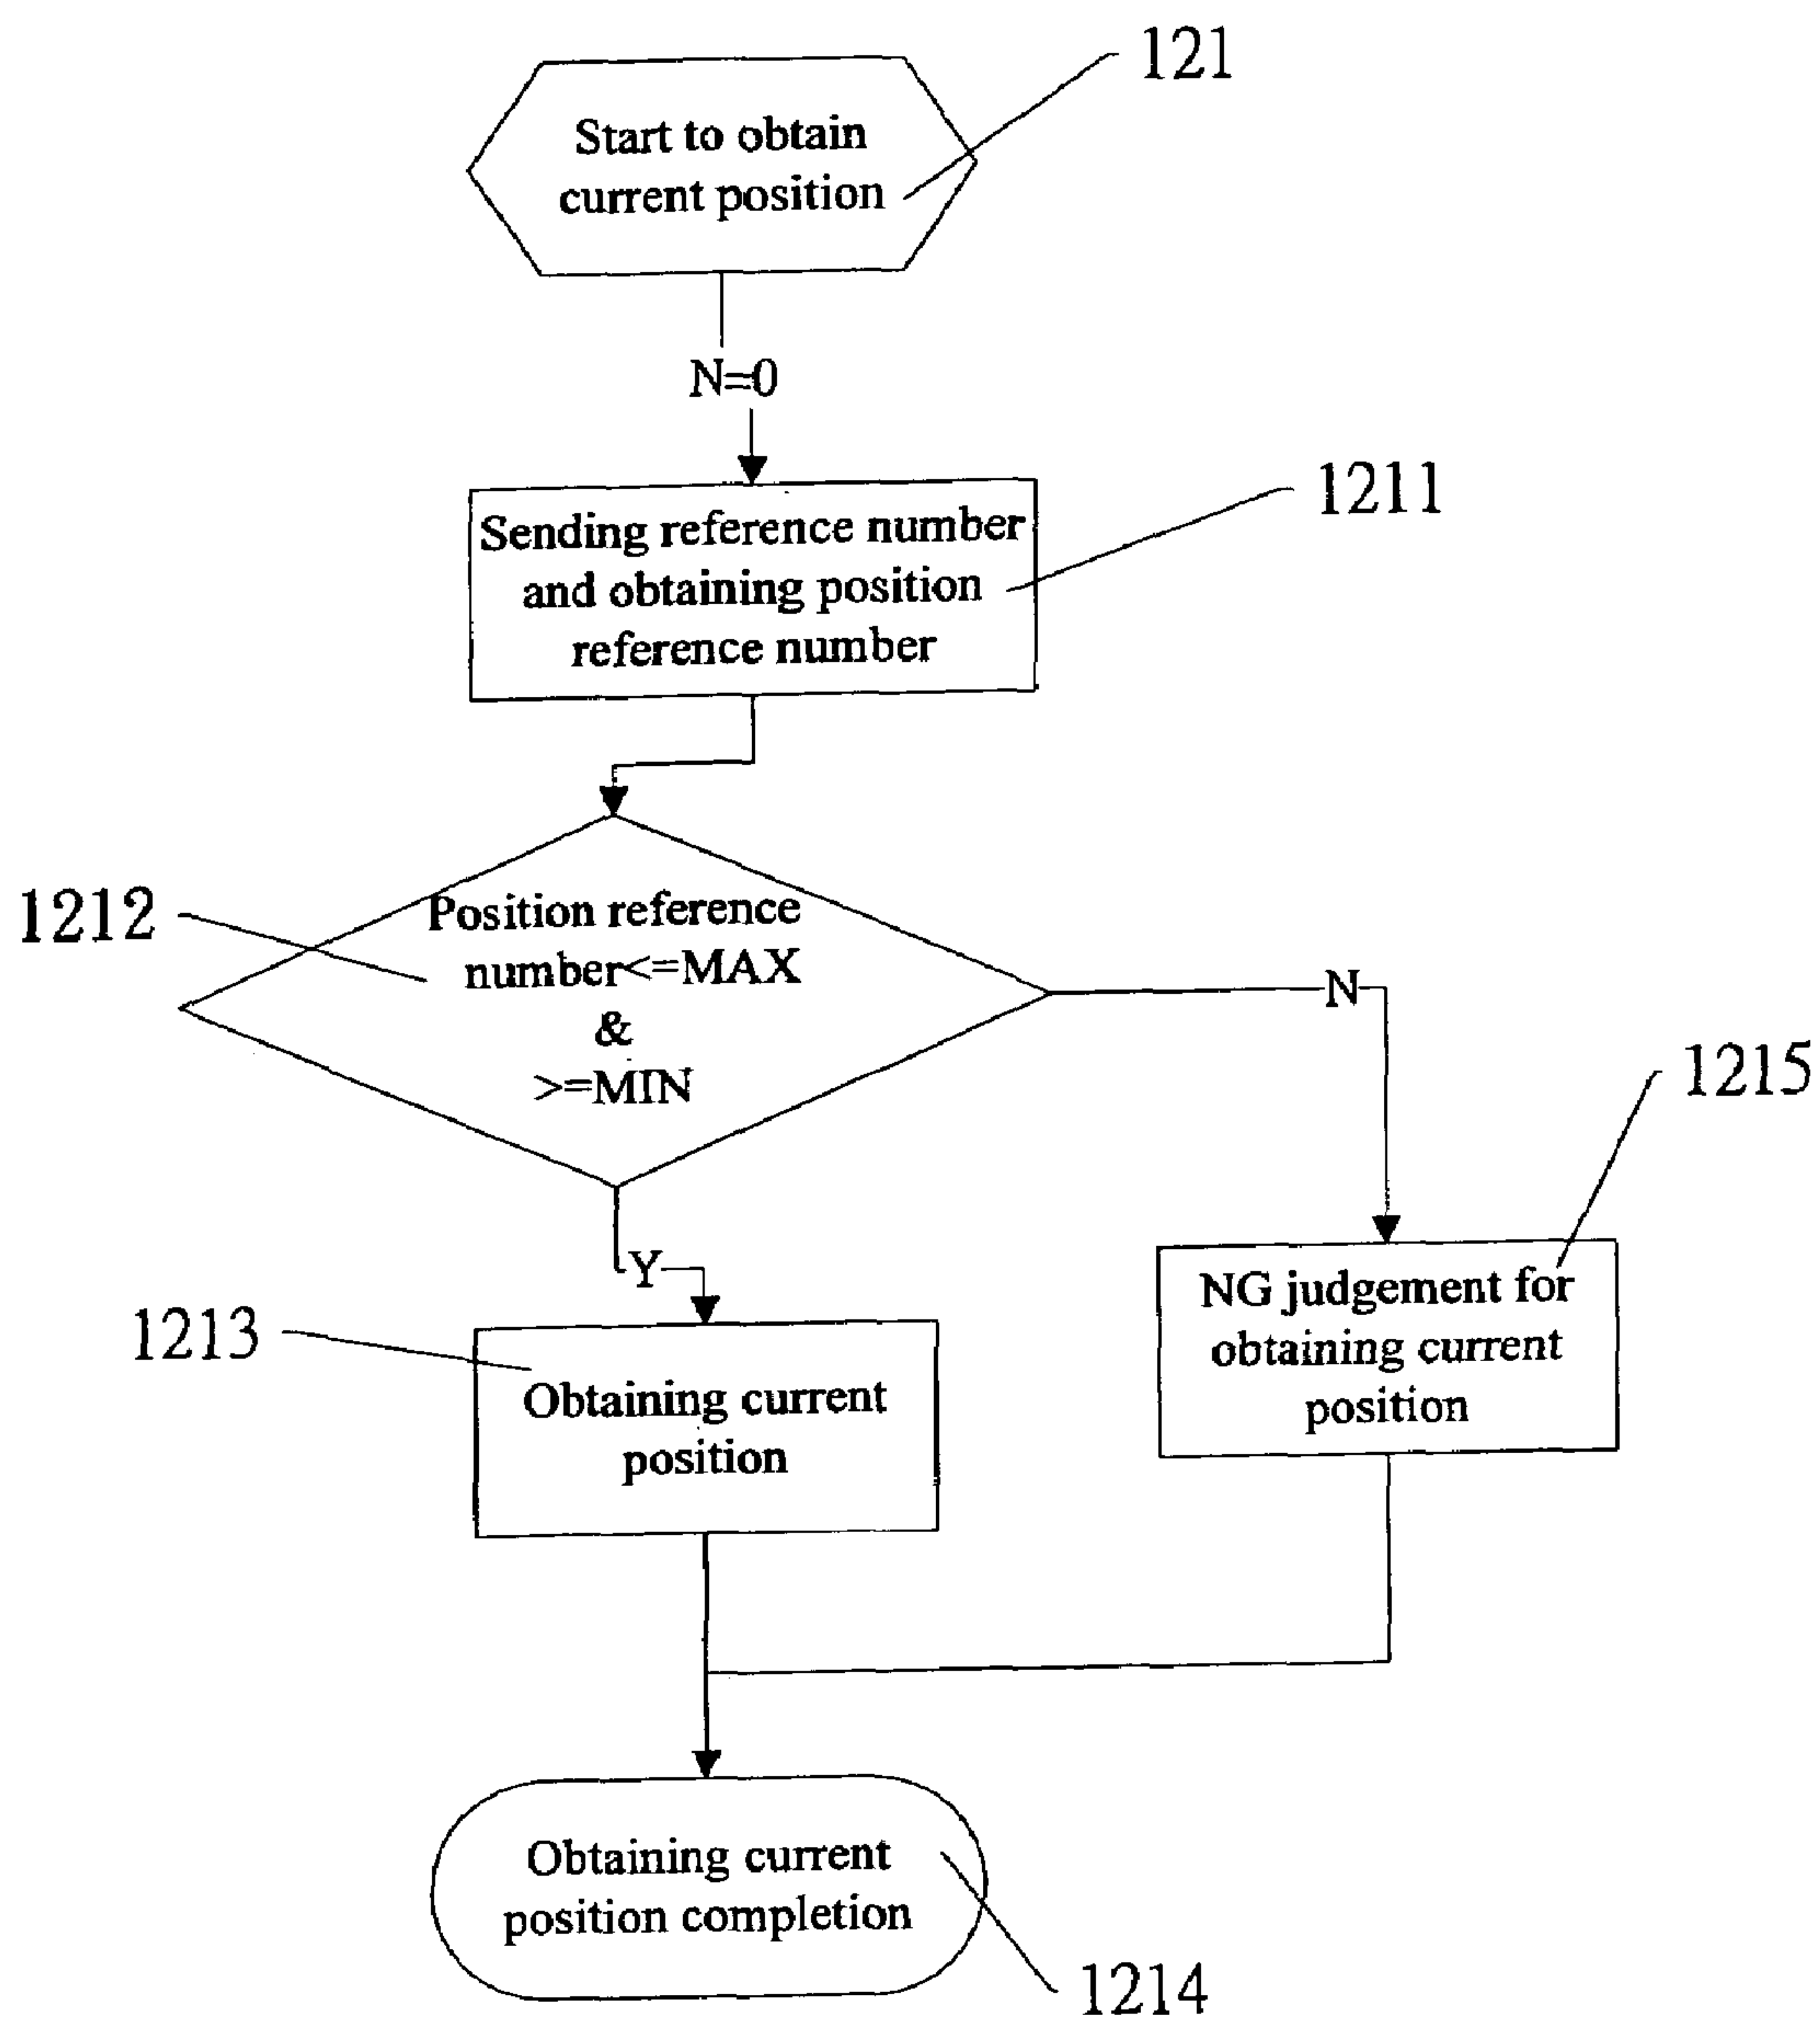 121
Start to obtain
current position
N=0
1211
Sending reference number
and obtaining position
reference number
1212
Position reference
number<=MAX
&
>=MIN
N
1215
Y
NG judgement for
obtaining current
position
1213
Obtaining current
position
Obtaining current
position completion
1214